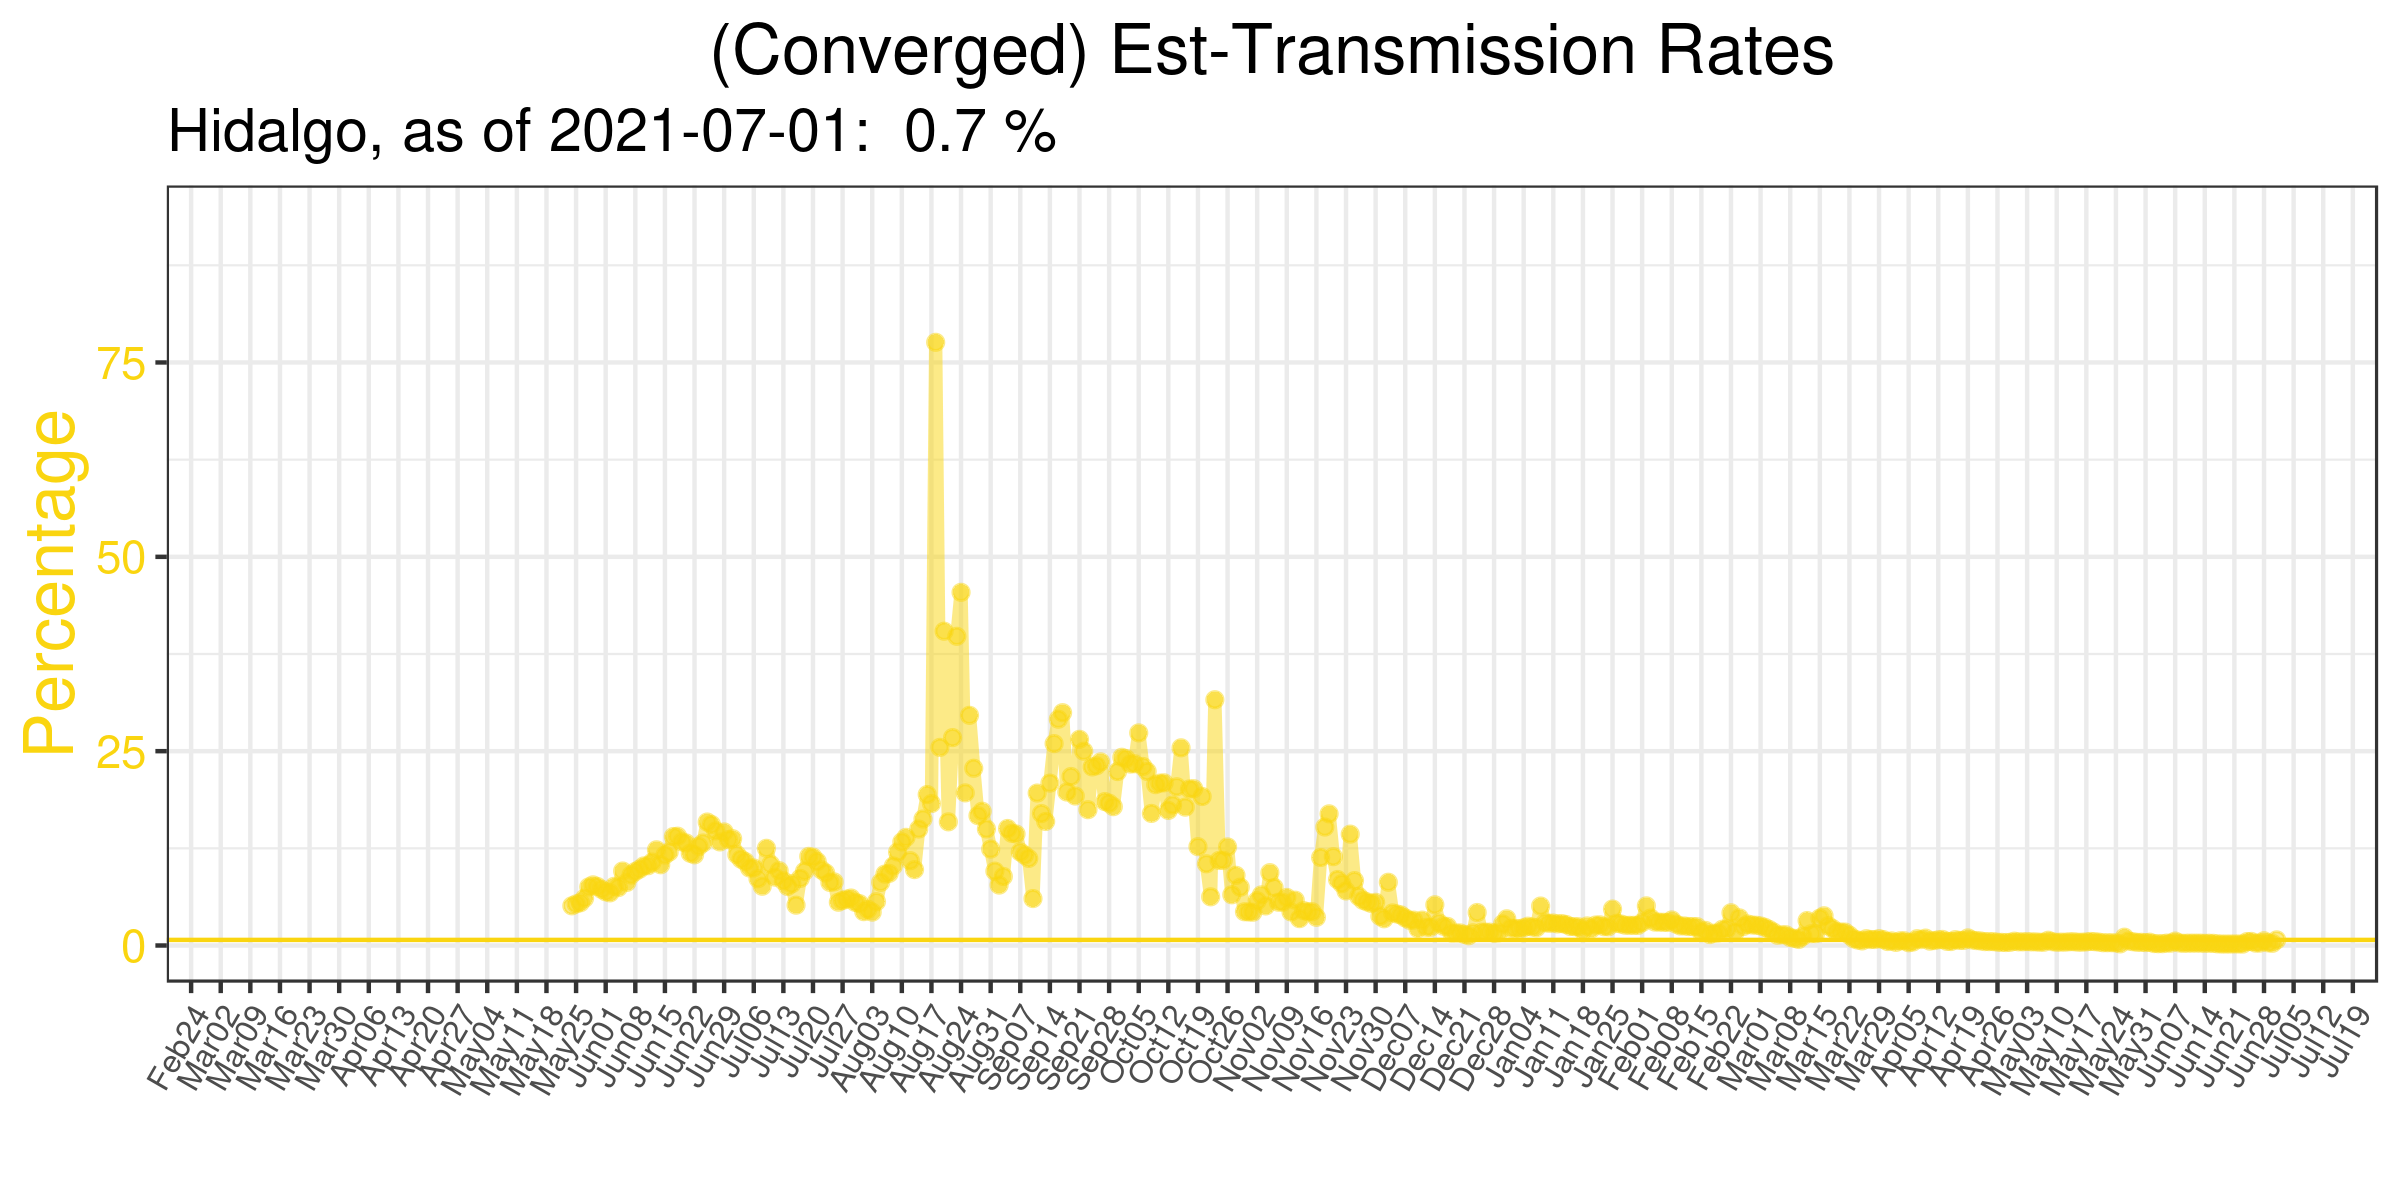 (Converged) Est-Transmission Rates
Hidalgo, as of 2021-07-01:  0.7 %
Percentage
75
50
25
0
Feb24 Mar02 Mar09 Mar16 Mar23 Mar30 Apr06 Apr13 Apr20 Apr27 May04 May11 May18 May25 Jun01 Jun08 Jun15 Jun22 Jun29 Jul06 Jul13 Jul20 Jul27 Aug03 Aug10 Aug17 Aug24 Aug31 Sep07 Sep14 Sep21 Sep28 Oct05 Oct12 Oct19 Oct26 Nov02 Nov09 Nov16 Nov23 Nov30 Dec07 Dec14 Dec21 Dec28 Jan04 Jan11 Jan18 Jan25 Feb01 Feb08 Feb15 Feb22 Mar01 Mar08 Mar15 Mar22 Mar29 Apr05 Apr12 Apr19 Apr26 May03 May10 May17 May24 May31 Jun07 Jun14 Jun21 Jun28 Jul05 Jul12 Jul19